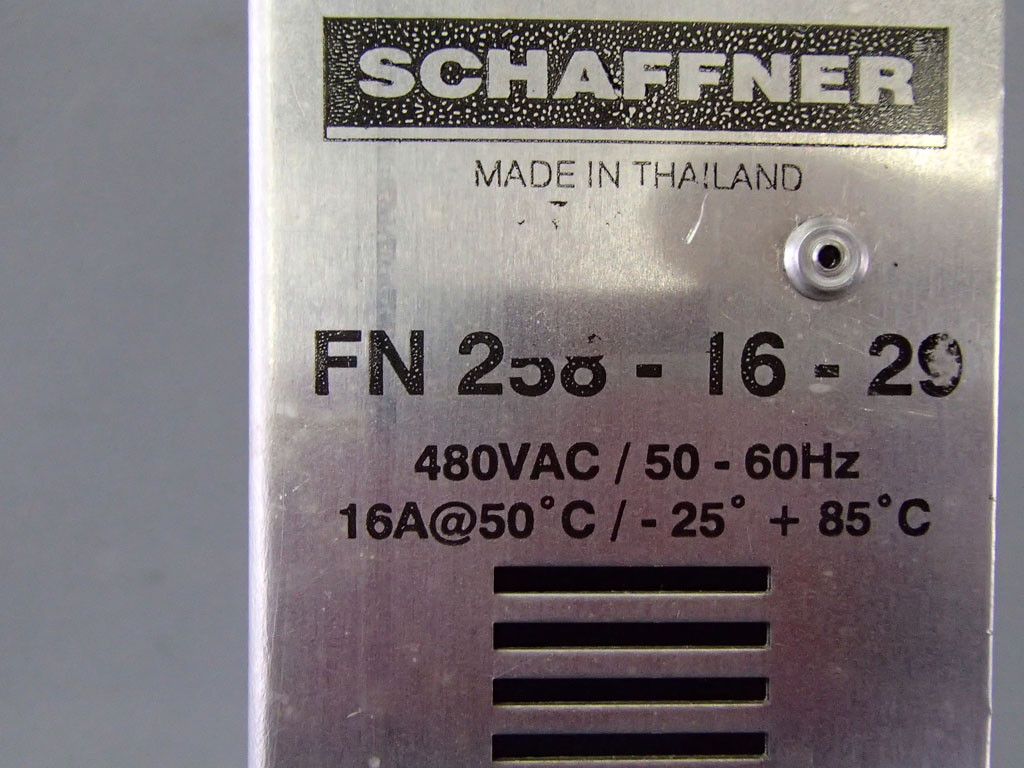 SCHAFFNER
MADE IN THAILAND
FN 258 - 16 - 29
480VAC / 50 - 60Hz
16A@50°C / - 25° + 85°C